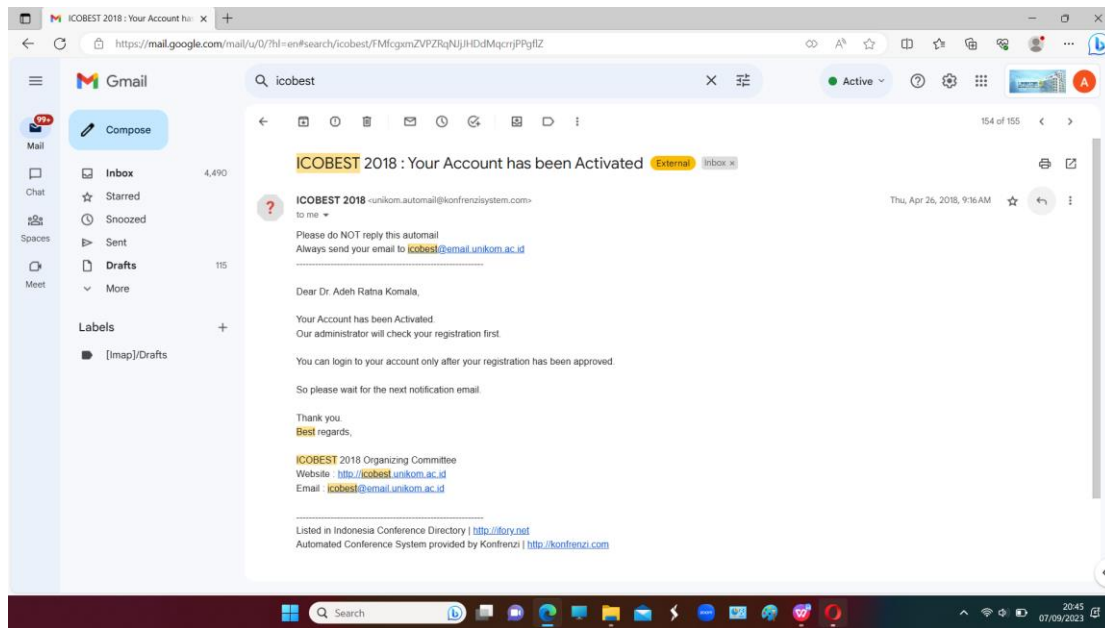 ICOBEST 2018 : Your Account ha
https://mail.google.com/mail/u/0/?hl=en#search/icobest/FMfcgxmZVPZRqNJjJHDdMqcrrjPPgflZ
Gmail
icobest
Active
A
99+
Mail
Compose
154 of 155
Inbox 4,490
ICOBEST 2018 : Your Account has been Activated External Inbox ×
Chat
Starred
ICOBEST 2018 <unikom.automail@konfrenzisystem.com> Thu, Apr 26, 2018, 9:16 AM
to me
Snoozed
Spaces
Sent
Please do NOT reply this automail
Always send your email to icobest@email.unikom.ac.id
Drafts 115
Meet
More
Dear Dr. Adeh Ratna Komala,
Labels
Your Account has been Activated.
Our administrator will check your registration first.
[Imap]/Drafts
You can login to your account only after your registration has been approved.
So please wait for the next notification email.
Thank you.
Best regards,
ICOBEST 2018 Organizing Committee
Website : http://icobest.unikom.ac.id
Email : icobest@email.unikom.ac.id
Listed in Indonesia Conference Directory | http://ifory.net
Automated Conference System provided by Konfrenzi | http://konfrenzi.com
Search
20:45
07/09/2023